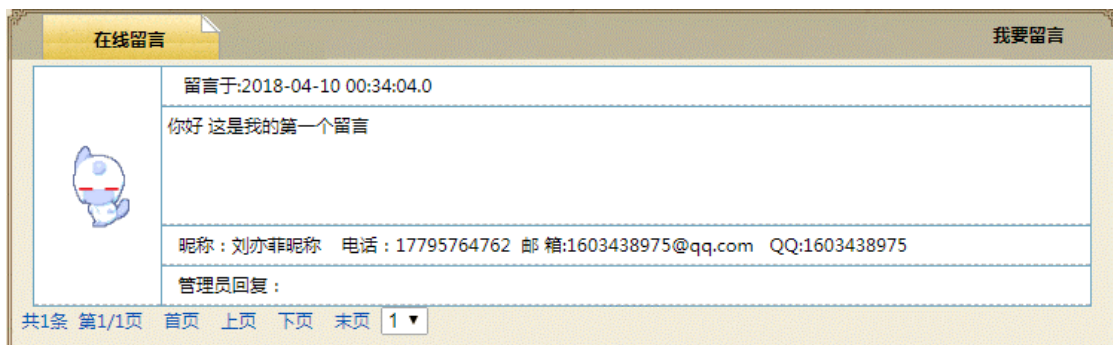 在线留言 我要留言
留言于:2018-04-10 00:34:04.0
你好 这是我的第一个留言
昵称：刘亦菲昵称 电话：17795764762 邮 箱:1603438975@qq.com QQ:1603438975
管理员回复：
共1条 第1/1页 首页 上页 下页 末页 1